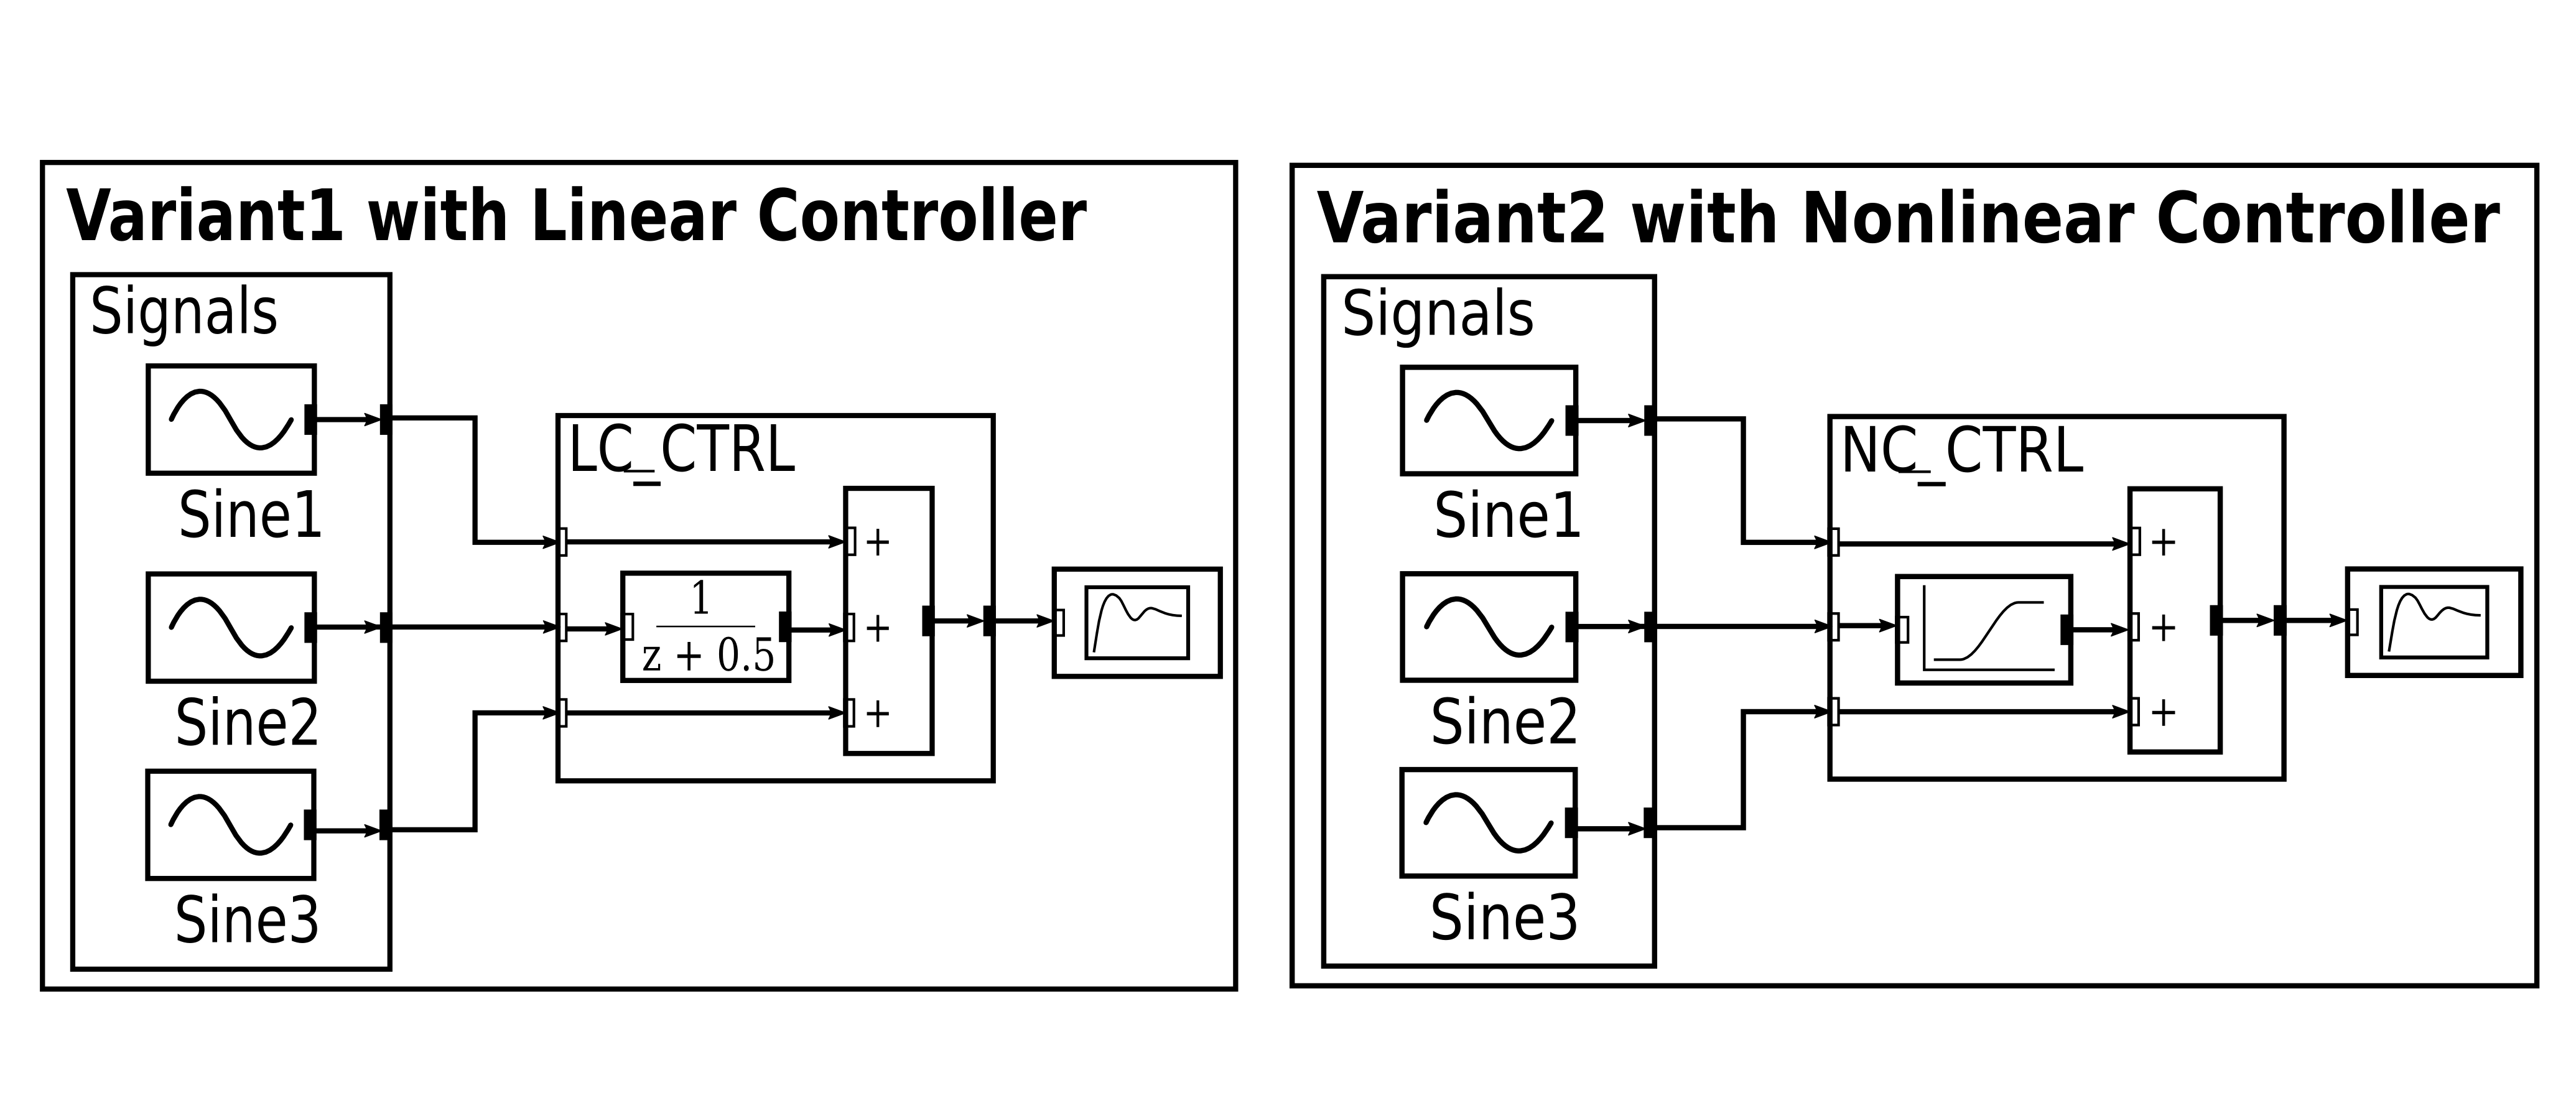 Variant1 with Linear Controller
Signals
Sine1
Sine2
Sine3
LC_CTRL
+
1
z + 0.5
+
+
Variant2 with Nonlinear Controller
Signals
Sine1
Sine2
Sine3
NC_CTRL
+
+
+